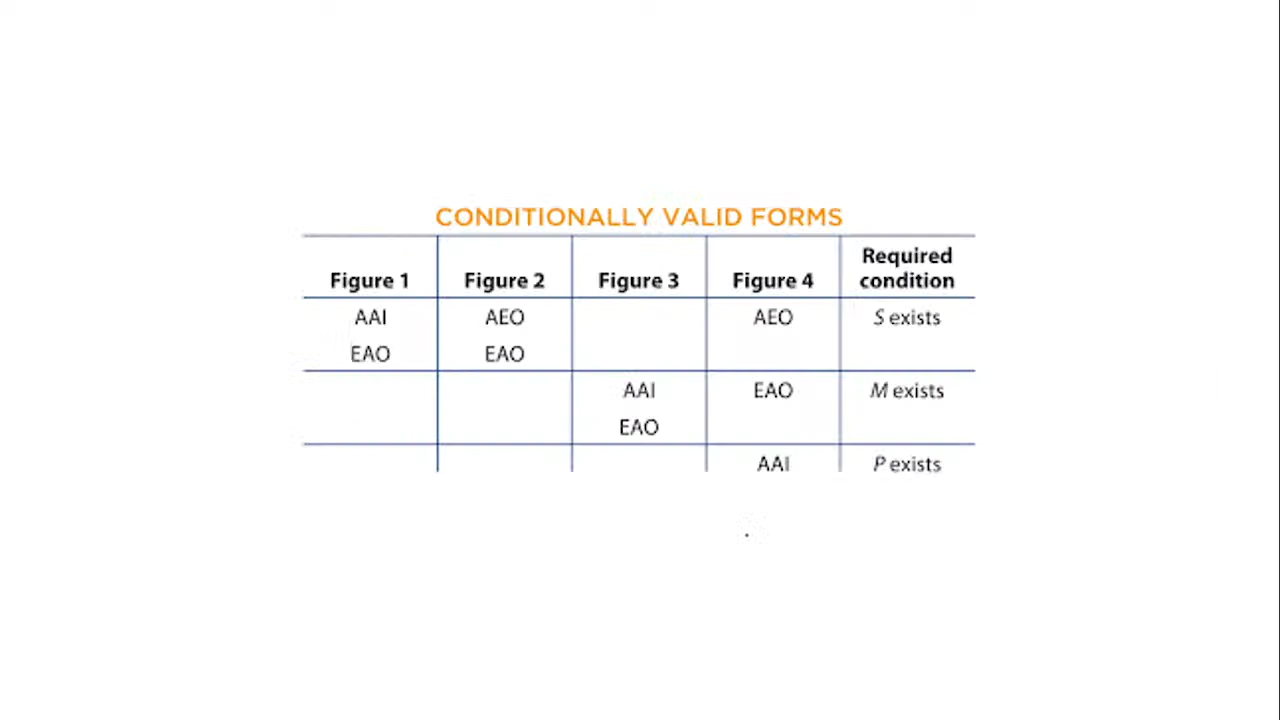 CONDITIONALLY VALID FORMS
Required
Figure 1 Figure 2 Figure 3 Figure 4 condition
AAI AEO AEO S exists
EAO EAO
AAI EAO M exists
EAO
AAI P exists